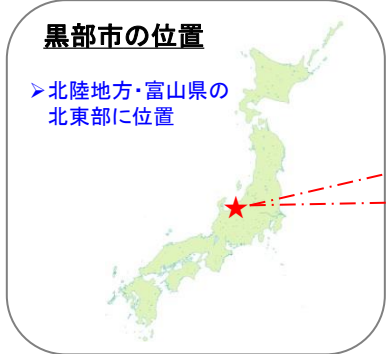 黒部市の位置
➢北陸地方・富山県の
北東部に位置